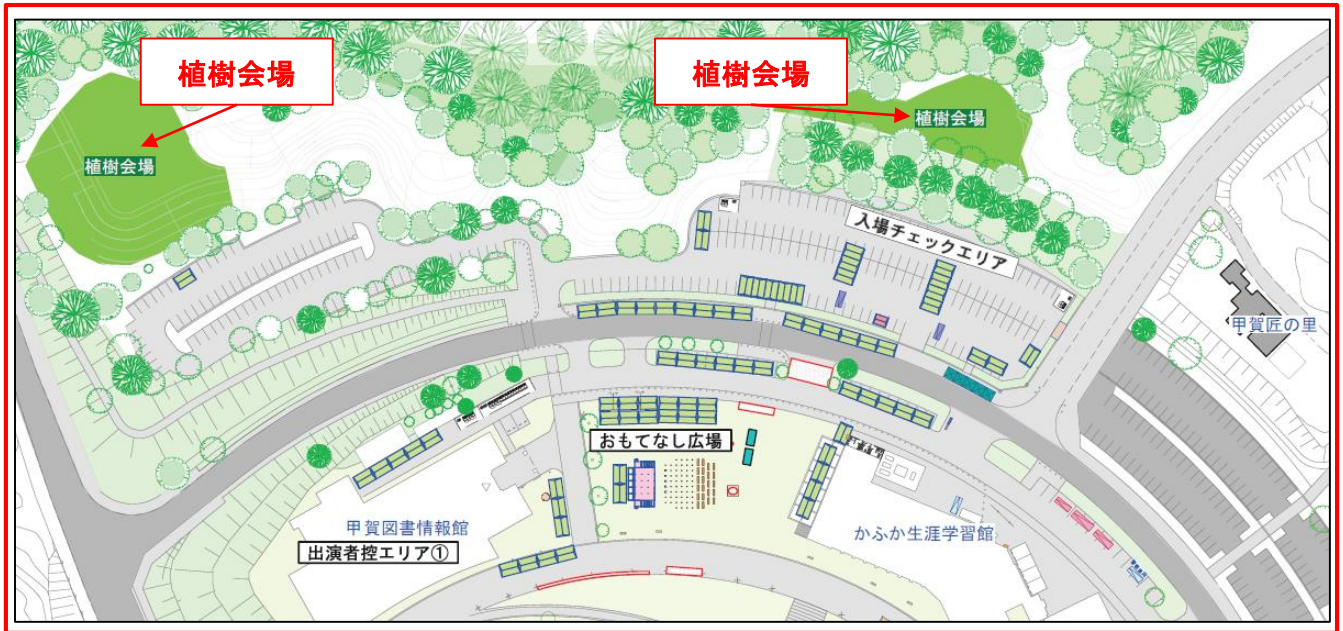 植樹会場
植樹会場
植樹会場
植樹会場
入場チェックエリア
甲賀匠の里
おもてなし広場
甲賀図書情報館
出演者控エリア①
かふか生涯学習館